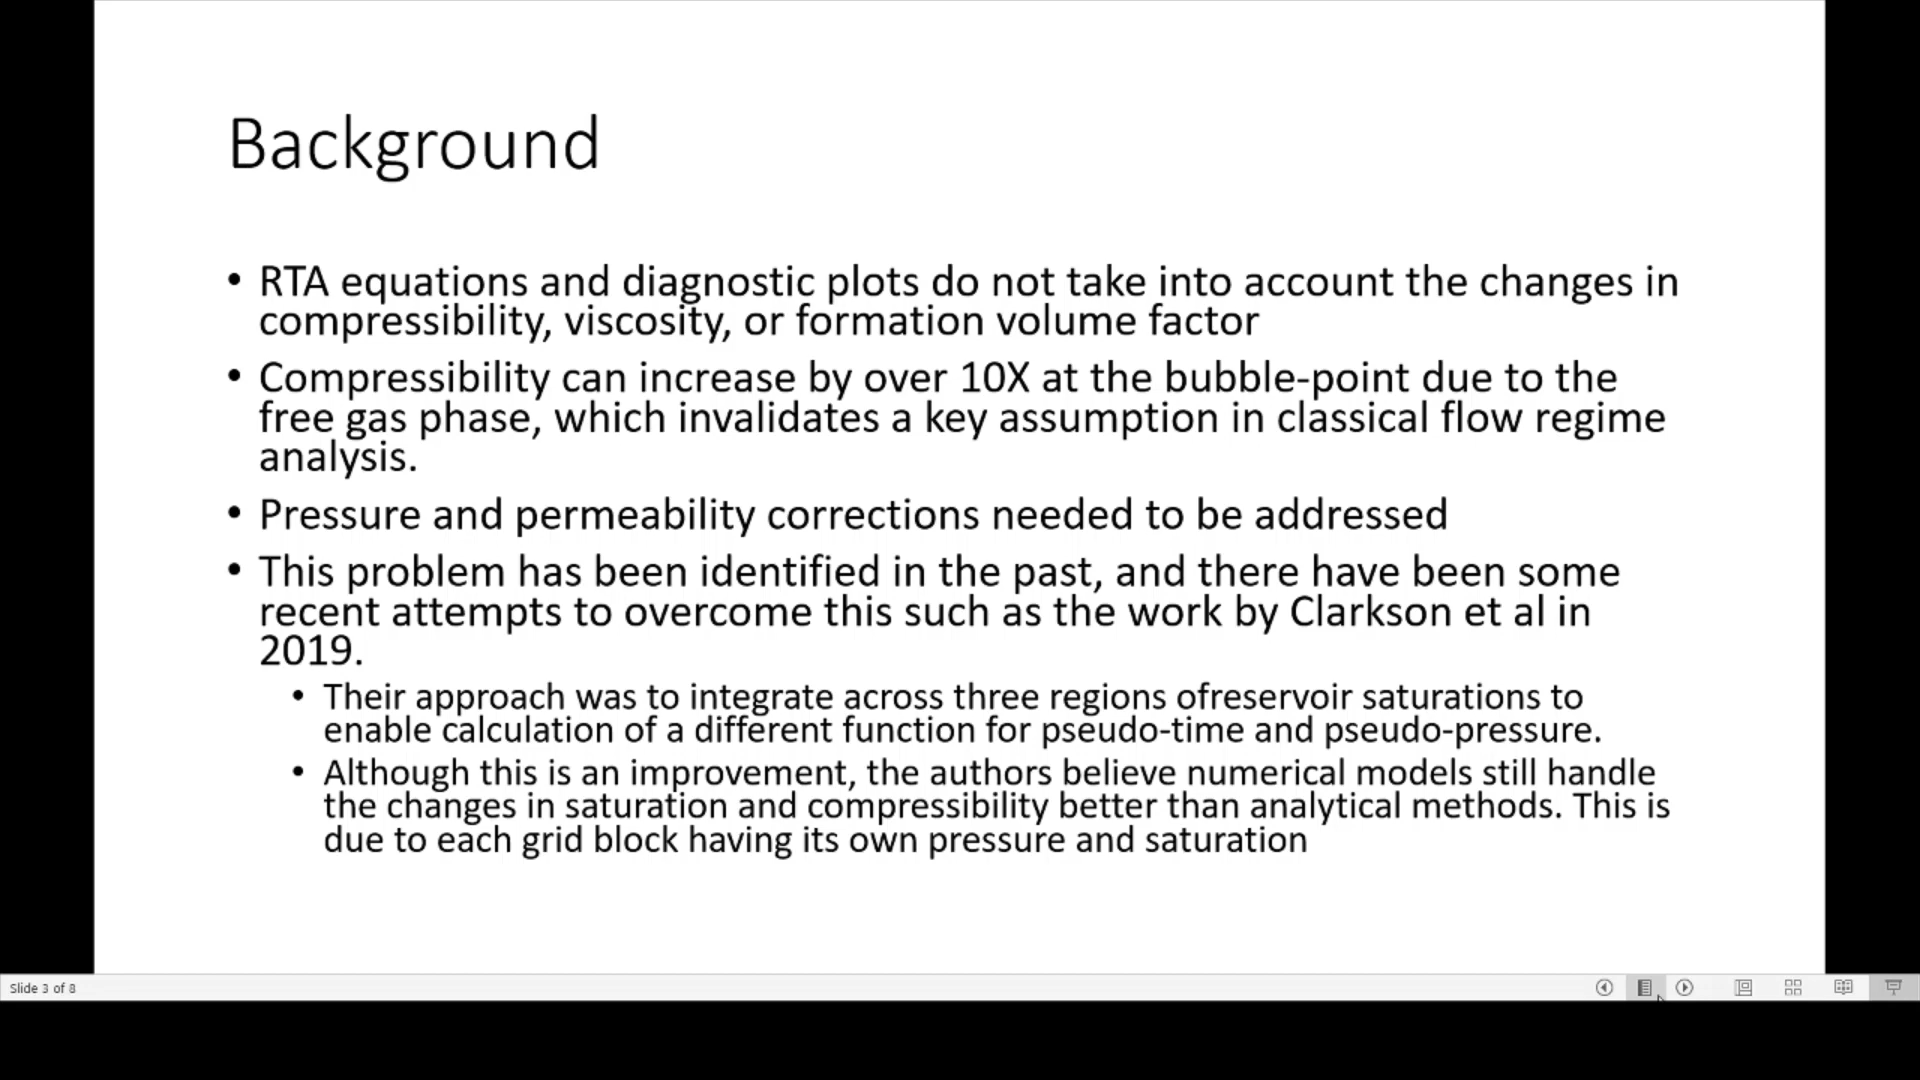 Background
• RTA equations and diagnostic plots do not take into account the changes in
compressibility, viscosity, or formation volume factor
• Compressibility can increase by over 10X at the bubble-point due to the
free gas phase, which invalidates a key assumption in classical flow regime
analysis.
• Pressure and permeability corrections needed to be addressed
• This problem has been identified in the past, and there have been some
recent attempts to overcome this such as the work by Clarkson et al in
2019.
• Their approach was to integrate across three regions ofreservoir saturations to
enable calculation of a different function for pseudo-time and pseudo-pressure.
• Although this is an improvement, the authors believe numerical models still handle
the changes in saturation and compressibility better than analytical methods. This is
due to each grid block having its own pressure and saturation
Slide 3 of 8